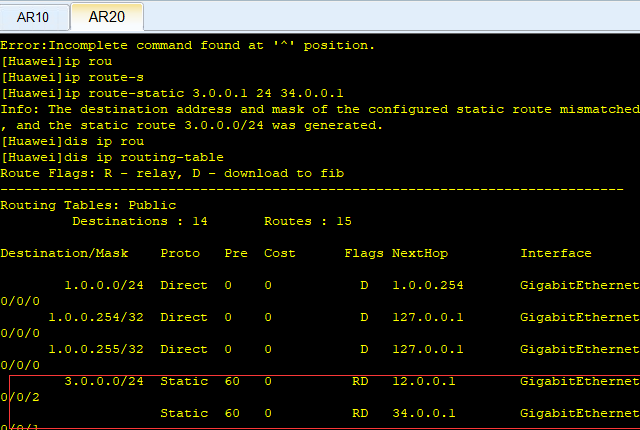 AR10 AR20
Error:Incomplete command found at '^' position.
[Huawei]ip rou
[Huawei]ip route-s
[Huawei]ip route-static 3.0.0.1 24 34.0.0.1
Info: The destination address and mask of the configured static route mismatched
, and the static route 3.0.0.0/24 was generated.
[Huawei]dis ip rou
[Huawei]dis ip routing-table
Route Flags: R - relay, D - download to fib
------------------------------------------------------------------------------
Routing Tables: Public
Destinations : 14 Routes : 15
Destination/Mask Proto Pre Cost Flags NextHop Interface
1.0.0.0/24 Direct 0 0 D 1.0.0.254 GigabitEthernet
0/0/0
1.0.0.254/32 Direct 0 0 D 127.0.0.1 GigabitEthernet
0/0/0
1.0.0.255/32 Direct 0 0 D 127.0.0.1 GigabitEthernet
0/0/0
3.0.0.0/24 Static 60 0 RD 12.0.0.1 GigabitEthernet
0/0/2
Static 60 0 RD 34.0.0.1 GigabitEthernet
0/0/1